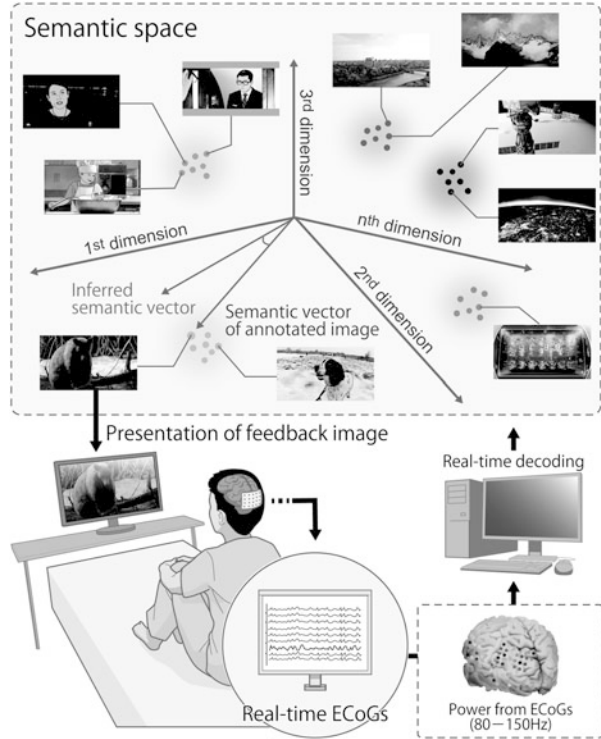 Semantic space
3rd dimension
1st dimension
nth dimension
2nd dimension
Inferred
semantic vector
Semantic vector
of annotated image
Presentation of feedback image
Real-time decoding
Real-time ECoGs
Power from ECoGs
(80−150Hz)